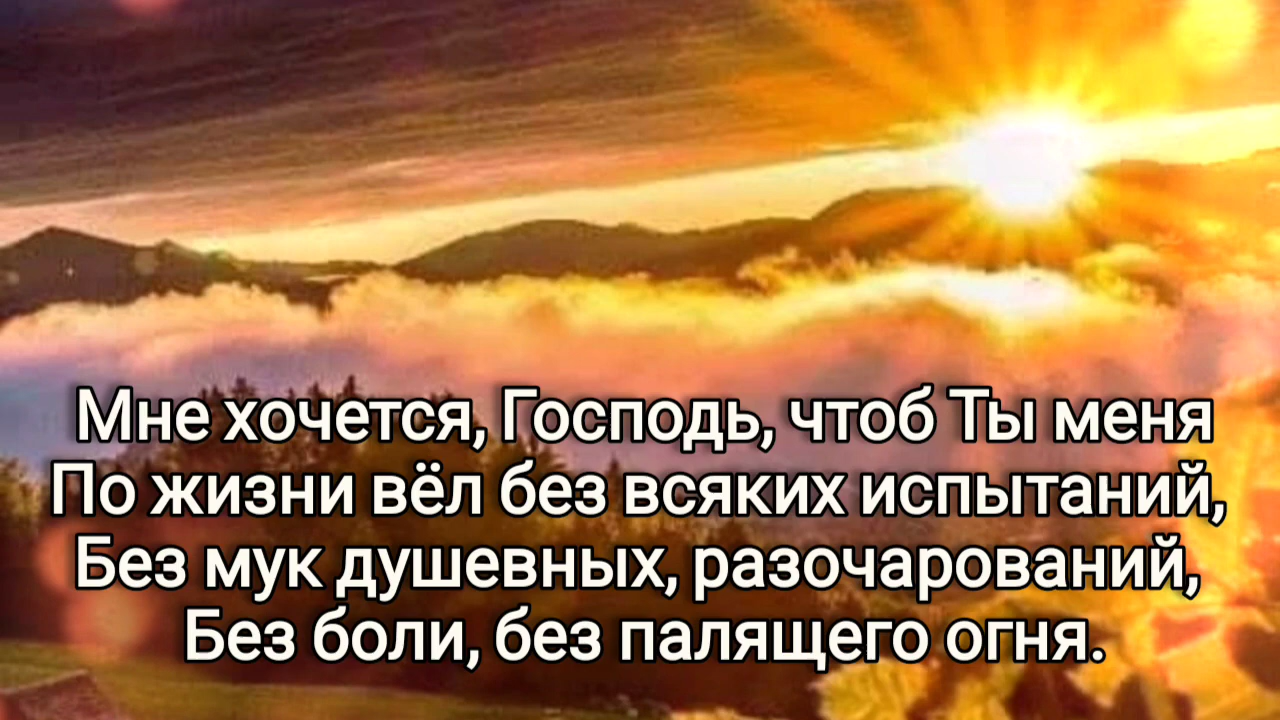 Мне хочется, Господь, чтоб Ты меня
По жизни вёл без всяких испытаний,
Без мук душевных, разочарований,
Без боли, без палящего огня.